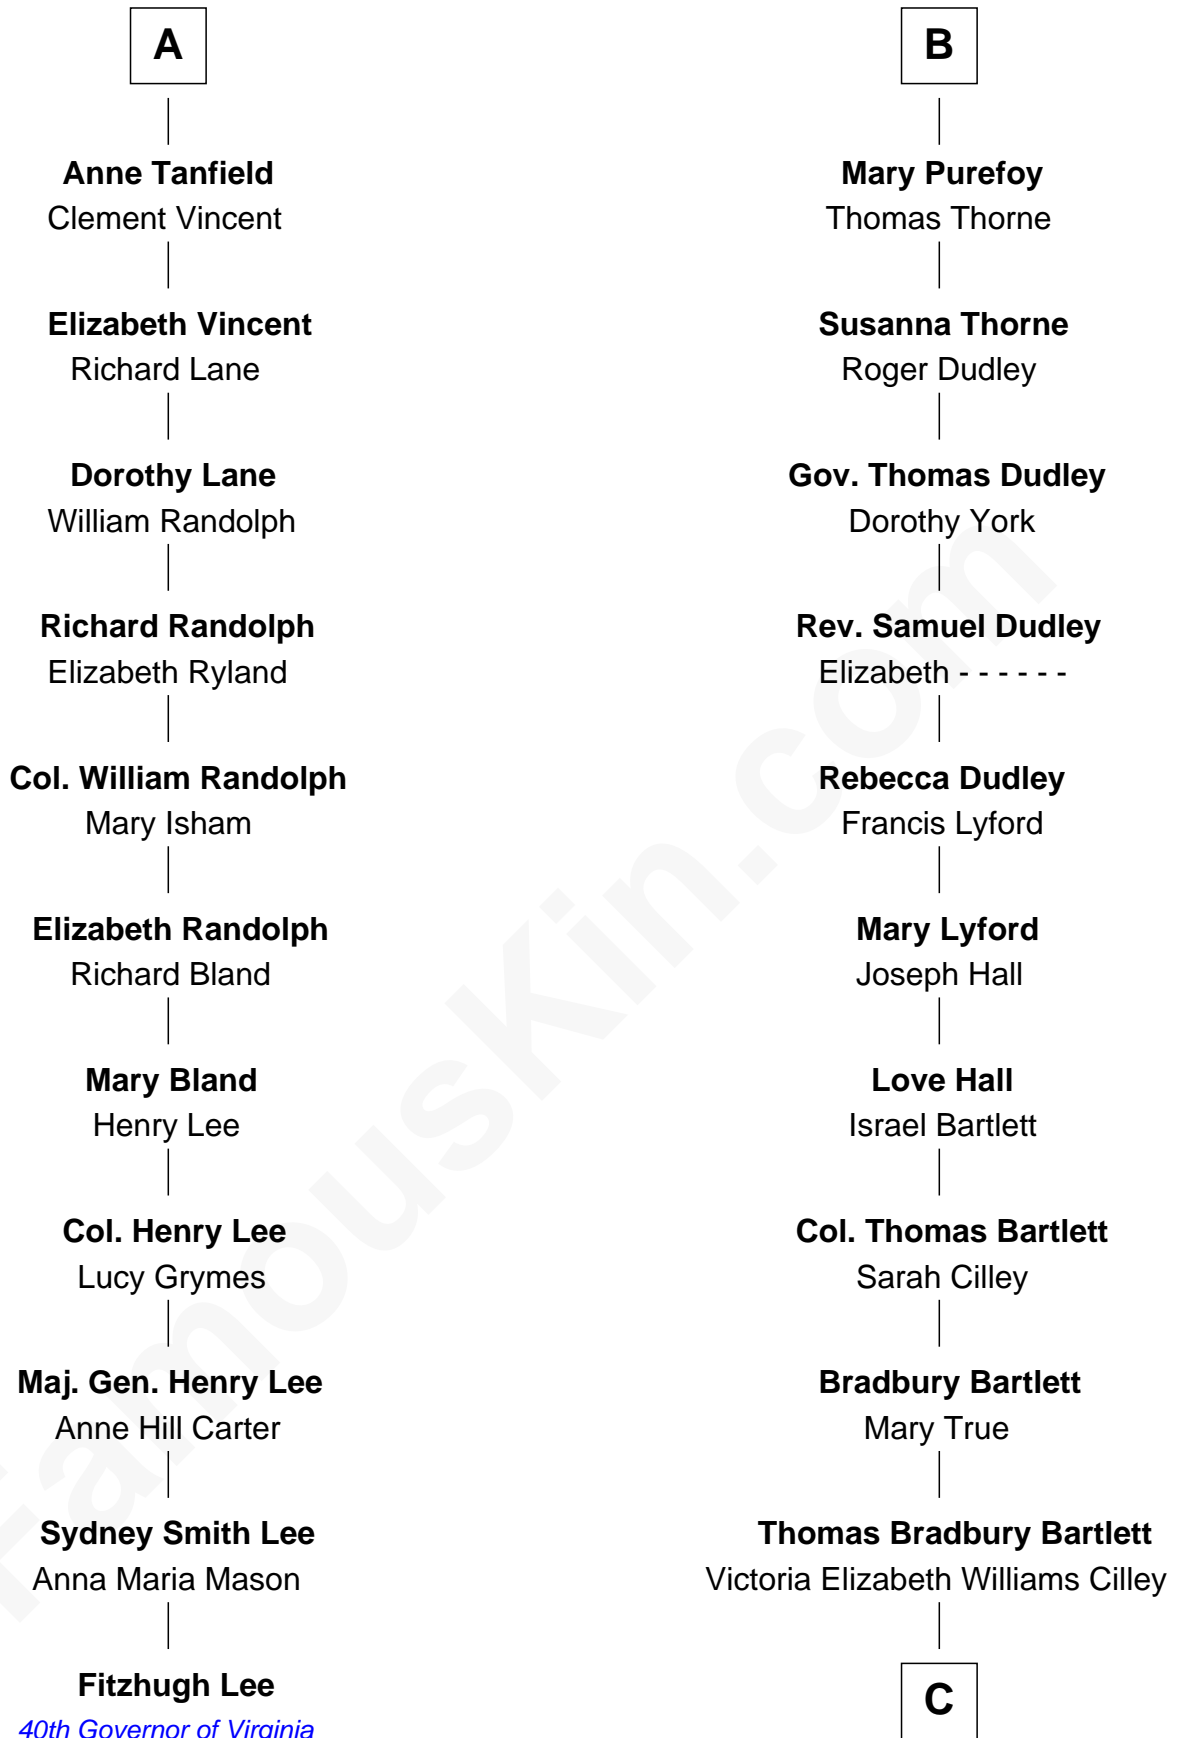 A
Anne Tanfield
Clement Vincent
Elizabeth Vincent
Richard Lane
Dorothy Lane
William Randolph
Richard Randolph
Elizabeth Ryland
Col. William Randolph
Mary Isham
Elizabeth Randolph
Richard Bland
Mary Bland
Henry Lee
Col. Henry Lee
Lucy Grymes
Maj. Gen. Henry Lee
Anne Hill Carter
Sydney Smith Lee
Anna Maria Mason
Fitzhugh Lee
40th Governor of Virginia
B
Mary Purefoy
Thomas Thorne
Susanna Thorne
Roger Dudley
Gov. Thomas Dudley
Dorothy York
Rev. Samuel Dudley
Elizabeth - - - - - -
Rebecca Dudley
Francis Lyford
Mary Lyford
Joseph Hall
Love Hall
Israel Bartlett
Col. Thomas Bartlett
Sarah Cilley
Bradbury Bartlett
Mary True
Thomas Bradbury Bartlett
Victoria Elizabeth Williams Cilley
C
FamousKin.com